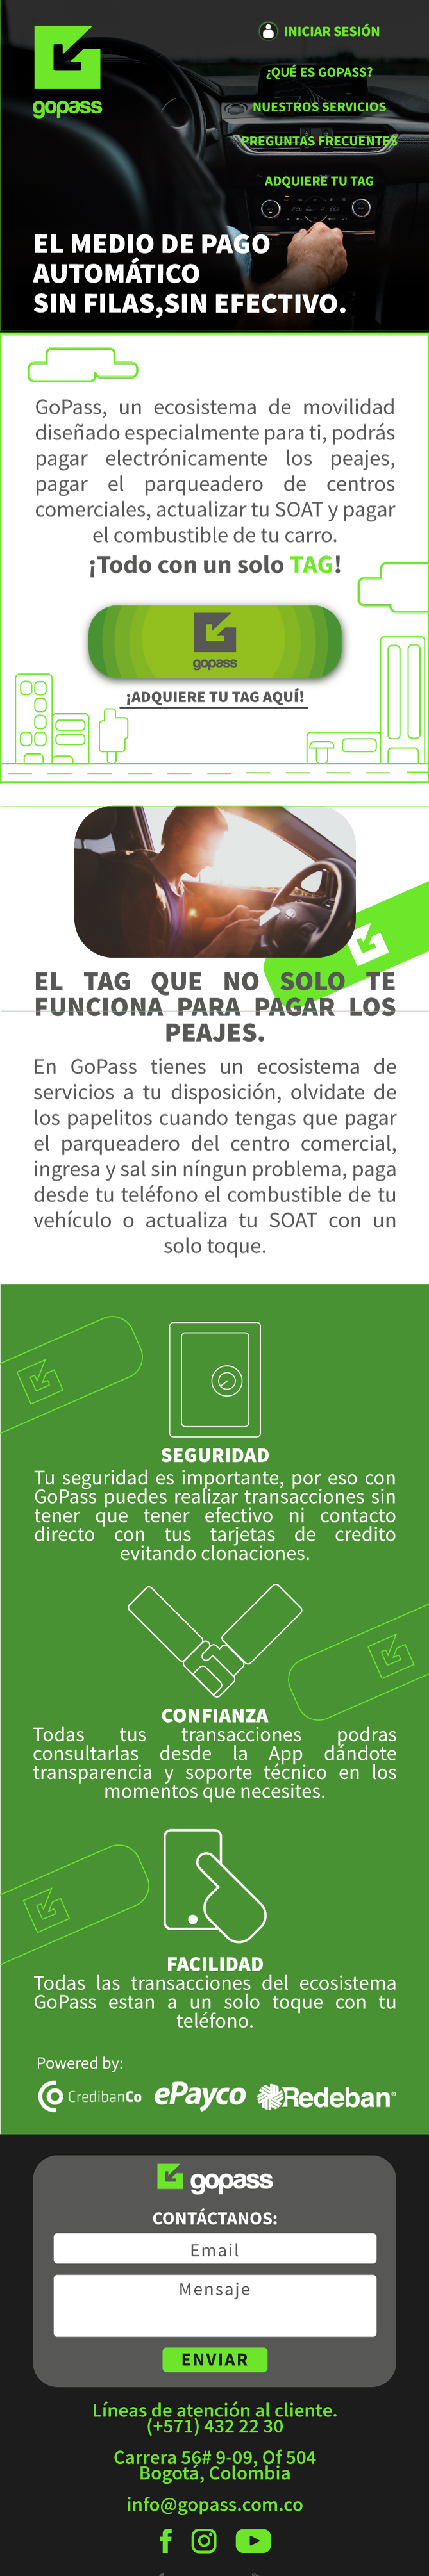 INICIAR SESIÓN
¿QUÉ ES GOPASS?
NUESTROS SERVICIOS
PREGUNTAS FRECUENTES
ADQUIERE TU TAG
gopass
EL MEDIO DE PAGO
AUTOMÁTICO
SIN FILAS,SIN EFECTIVO.
GoPass, un ecosistema de movilidad
diseñado especialmente para ti, podrás
pagar electrónicamente los peajes,
pagar el parqueadero de centros
comerciales, actualizar tu SOAT y pagar
el combustible de tu carro.
¡Todo con un solo TAG!
gopass
¡ADQUIERE TU TAG AQUÍ!
EL TAG QUE NO SOLO TE
FUNCIONA PARA PAGAR LOS
PEAJES.
En GoPass tienes un ecosistema de
servicios a tu disposición, olvidate de
los papelitos cuando tengas que pagar
el parqueadero del centro comercial,
ingresa y sal sin níngun problema, paga
desde tu teléfono el combustible de tu
vehículo o actualiza tu SOAT con un
solo toque.
SEGURIDAD
Tu seguridad es importante, por eso con
GoPass puedes realizar transacciones sin
tener que tener efectivo ni contacto
directo con tus tarjetas de credito
evitando clonaciones.
CONFIANZA
Todas tus transacciones podras
consultarlas desde la App dándote
transparencia y soporte técnico en los
momentos que necesites.
FACILIDAD
Todas las transacciones del ecosistema
GoPass estan a un solo toque con tu
teléfono.
Powered by:
CredibanCo ePayco Redeban®
gopass
CONTÁCTANOS:
Email
Mensaje
ENVIAR
Líneas de atención al cliente.
(+571) 432 22 30
Carrera 56# 9-09, Of 504
Bogotá, Colombia
info@gopass.com.co